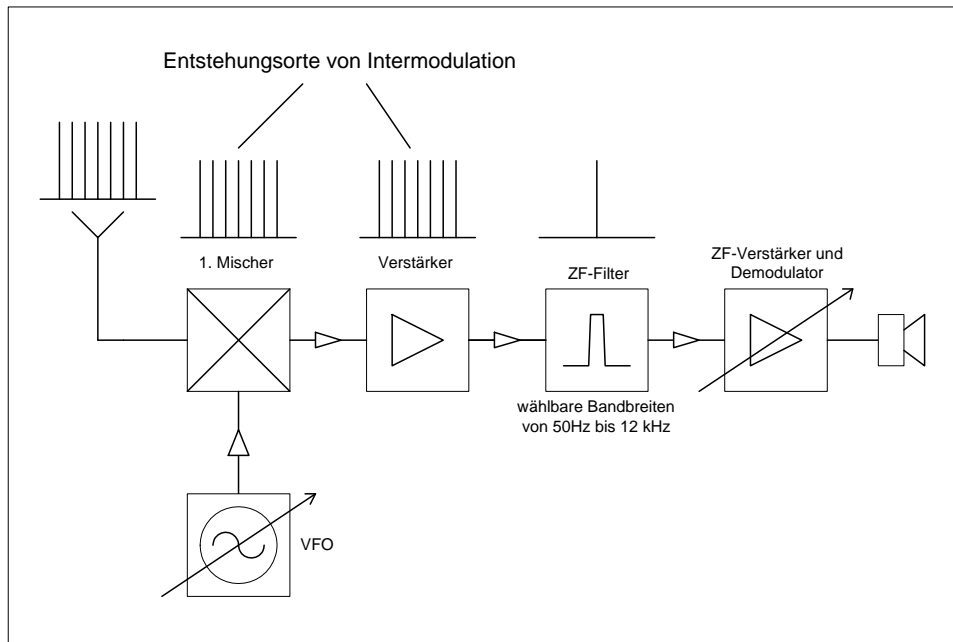 Entstehungsorte von Intermodulation
1. Mischer
Verstärker
ZF-Filter
ZF-Verstärker und
Demodulator
wählbare Bandbreiten
von 50Hz bis 12 kHz
VFO